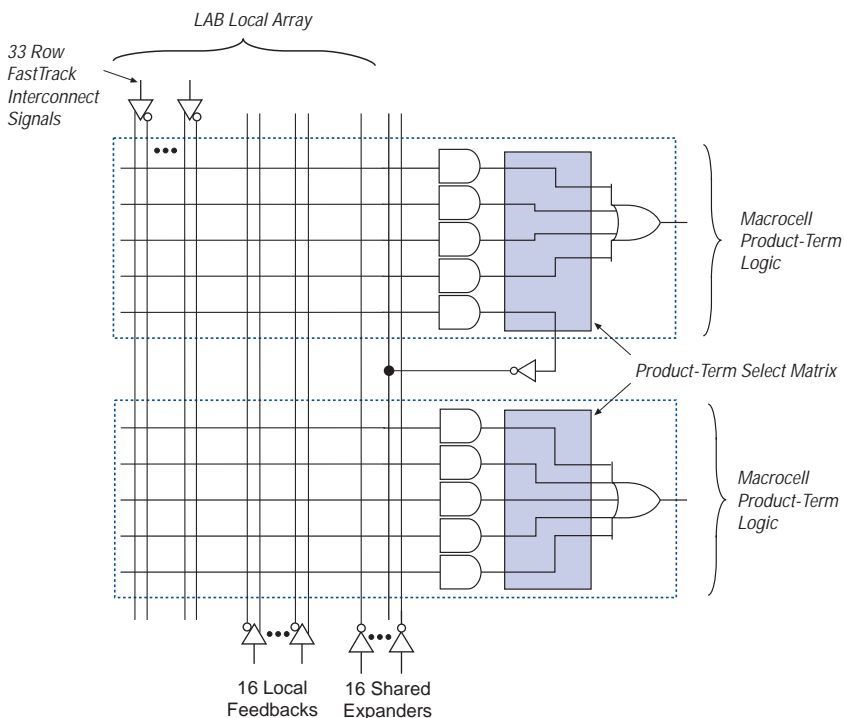 LAB Local Array
33 Row
FastTrack
Interconnect
Signals
Macrocell
Product-Term
Logic
Product-Term Select Matrix
Macrocell
Product-Term
Logic
16 Local
Feedbacks
16 Shared
Expanders